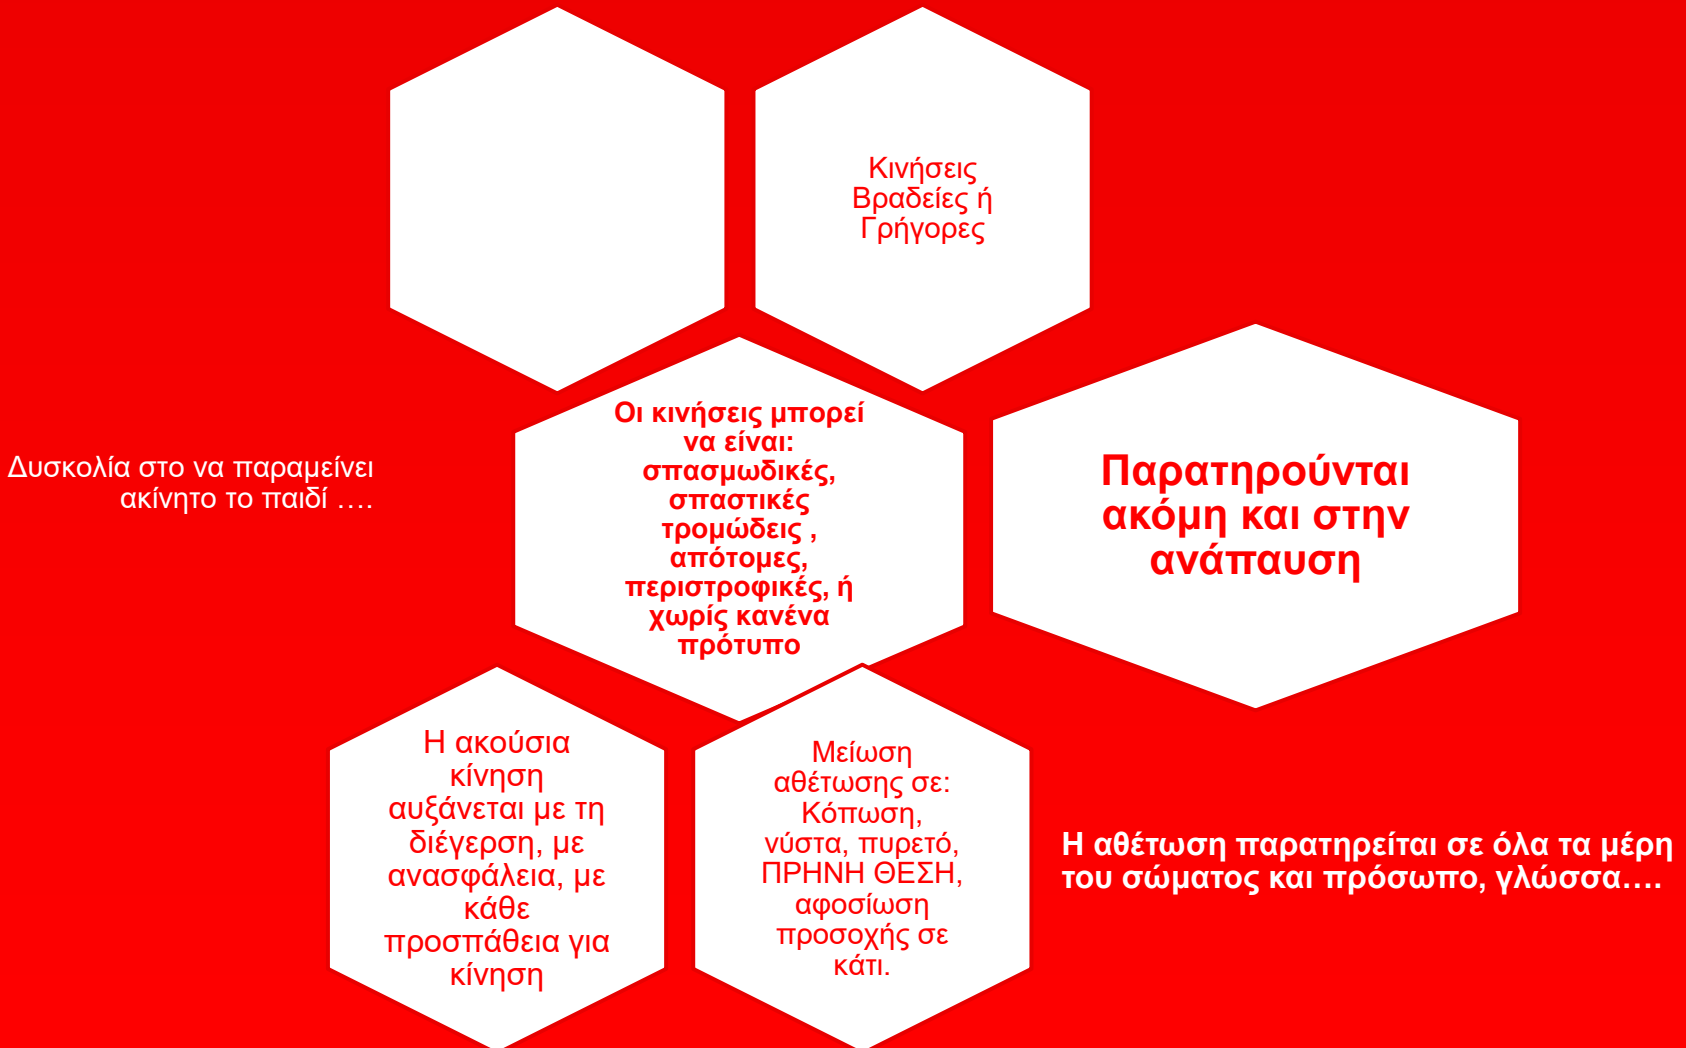 Κινήσεις
Βραδείες ή
Γρήγορες
Δυσκολία στο να παραμείνει
ακίνητο το παιδί ….
Οι κινήσεις μπορεί
να είναι:
σπασμωδικές,
σπαστικές
τρομώδεις ,
απότομες,
περιστροφικές, ή
χωρίς κανένα
πρότυπο
Παρατηρούνται
ακόμη και στην
ανάπαυση
Η ακούσια
κίνηση
αυξάνεται με τη
διέγερση, με
ανασφάλεια, με
κάθε
προσπάθεια για
κίνηση
Μείωση
αθέτωσης σε:
Κόπωση,
νύστα, πυρετό,
ΠΡΗΝΗ ΘΕΣΗ,
αφοσίωση
προσοχής σε
κάτι.
Η αθέτωση παρατηρείται σε όλα τα μέρη
του σώματος και πρόσωπο, γλώσσα….